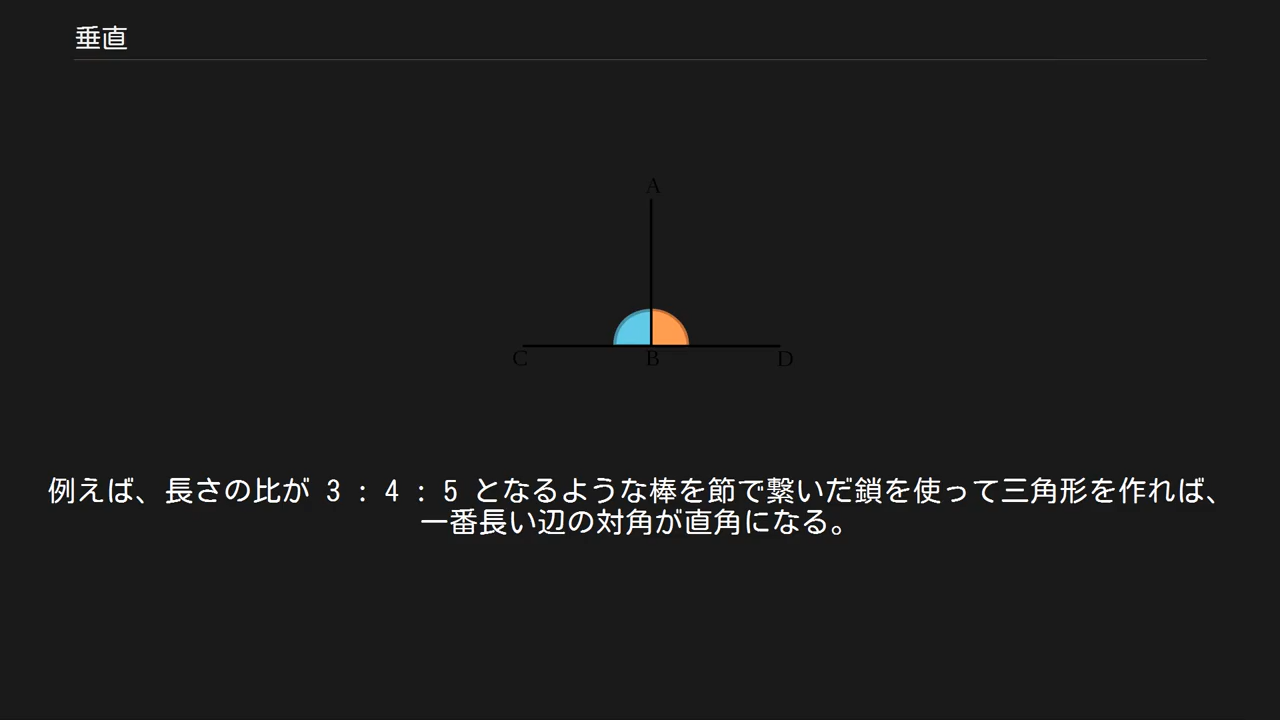 垂直
A
C B D
例えば、長さの比が 3 : 4 : 5 となるような棒を節で繋いだ鎖を使って三角形を作れば、
一番長い辺の対角が直角になる。